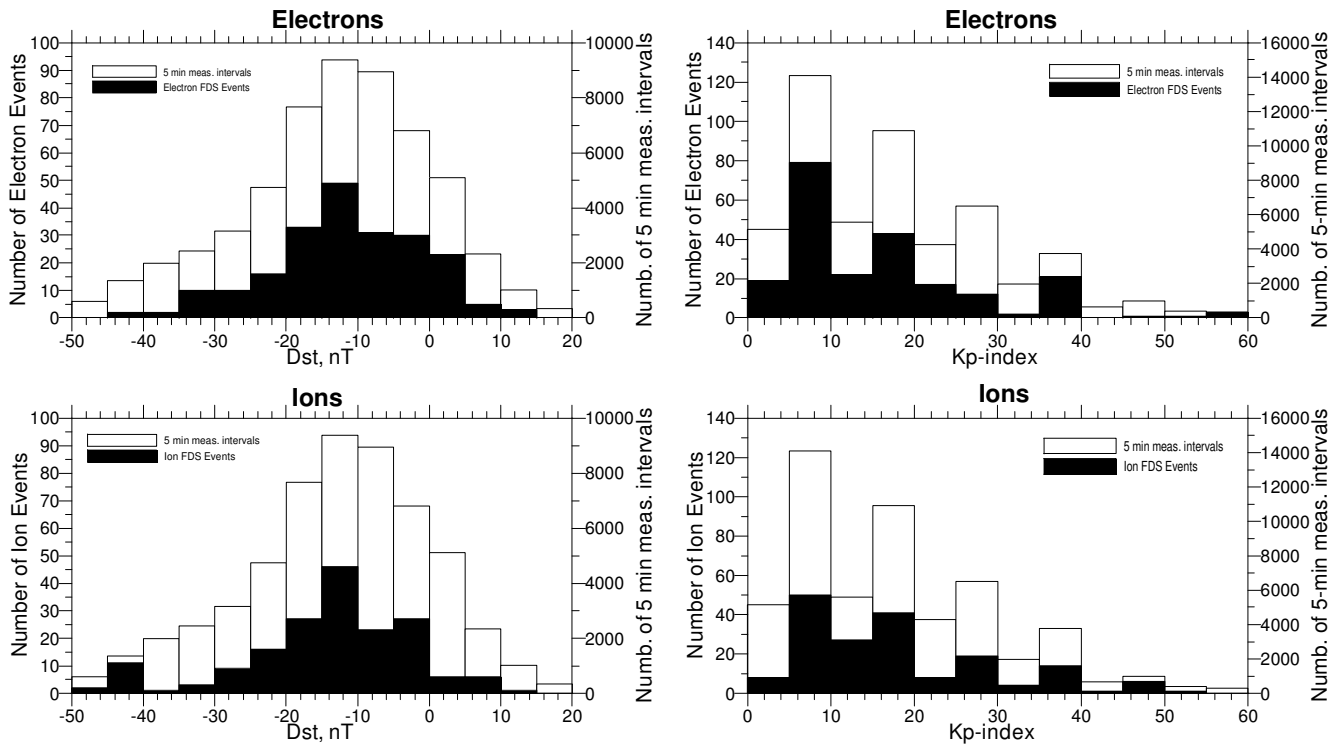 Electrons
Number of Electron Events
100
90
80
70
60
50
40
30
20
10
0
5 min meas. intervals
Electron FDS Events
10000
8000
6000
4000
2000
0
Numb. of 5 min meas. intervals
-50 -40 -30 -20 -10 0 10 20
Dst, nT
Electrons
Number of Electron Events
140
120
100
80
60
40
20
0
5 min meas. intervals
Electron FDS Events
16000
14000
12000
10000
8000
6000
4000
2000
0
Numb. of 5-min meas. intervals
0 10 20 30 40 50 60
Kp-index
Ions
Number of Ion Events
100
90
80
70
60
50
40
30
20
10
0
5 min meas. intervals
Ion FDS Events
10000
8000
6000
4000
2000
0
Numb. of 5 min meas. intervals
-50 -40 -30 -20 -10 0 10 20
Dst, nT
Ions
Number of Ion Events
140
120
100
80
60
40
20
0
5 min meas. intervals
Ion FDS Events
16000
14000
12000
10000
8000
6000
4000
2000
0
Numb. of 5-min meas. intervals
0 10 20 30 40 50 60
Kp-index